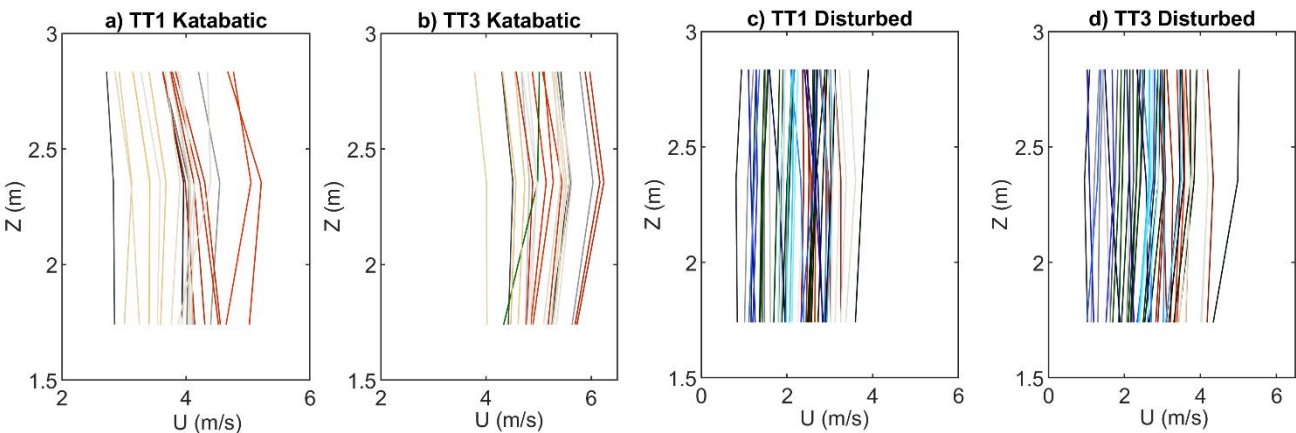 a) TT1 Katabatic
3
2.5
2
1.5
Z (m)
2 4 6
U (m/s)
b) TT3 Katabatic
3
2.5
2
1.5
Z (m)
2 4 6
U (m/s)
c) TT1 Disturbed
3
2.5
2
1.5
Z (m)
0 2 4 6
U (m/s)
d) TT3 Disturbed
3
2.5
2
1.5
Z (m)
0 2 4 6
U (m/s)